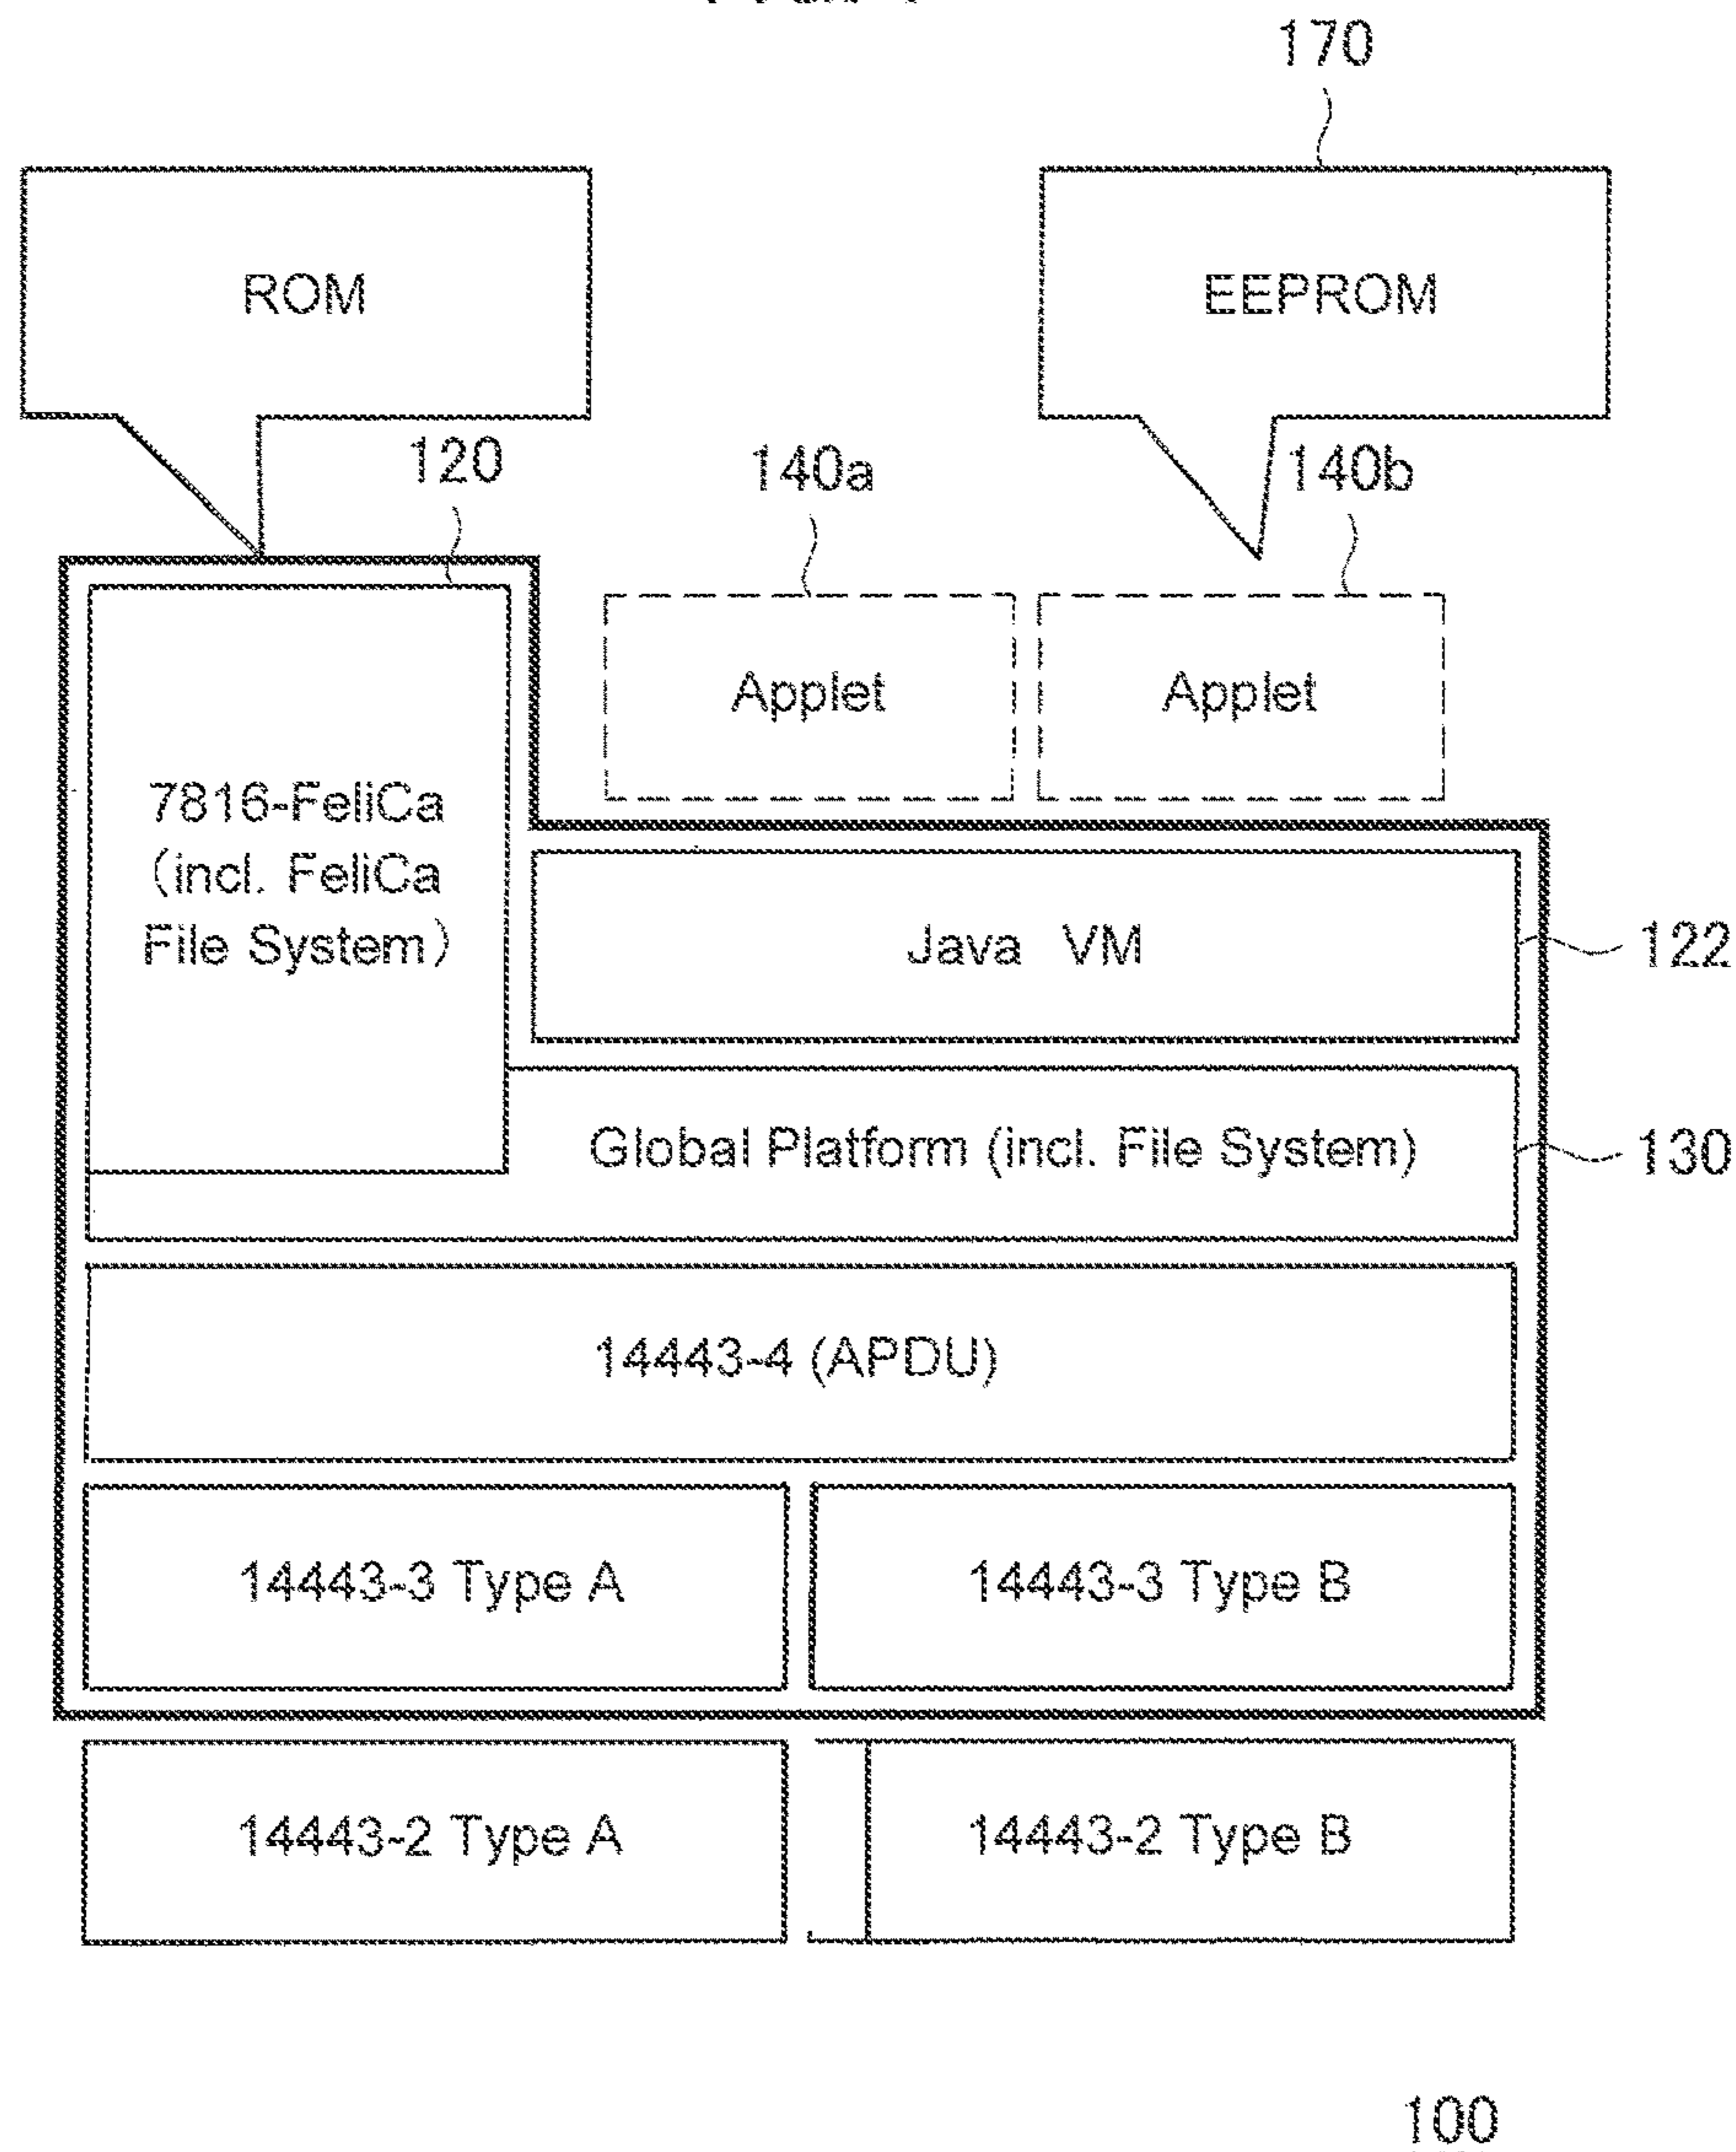 170
ROM
EEPROM
120
140a
140b
Applet
Applet
7816-FeliCa
(incl. FeliCa
File System)
Java VM
122
Global Platform (incl. File System)
130
14443-4 (APDU)
14443-3 Type A
14443-3 Type B
14443-2 Type A
14443-2 Type B
100